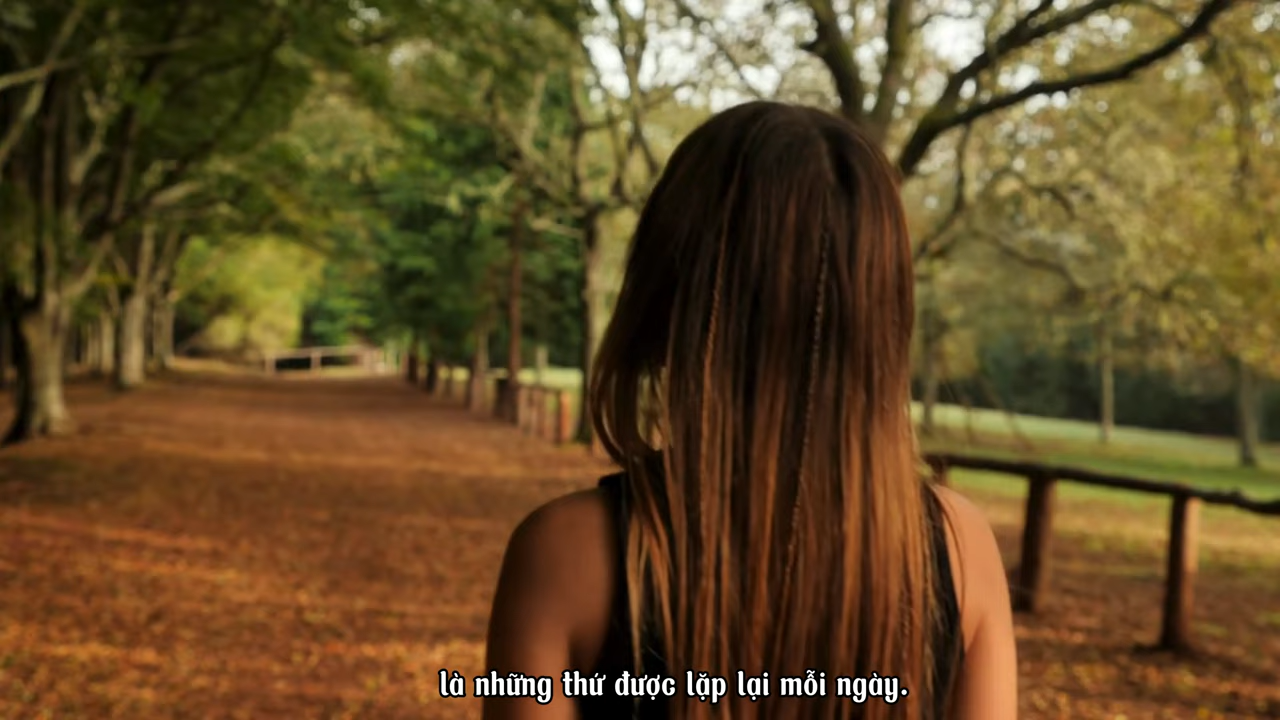 là những thứ được lặp lại mỗi ngày.